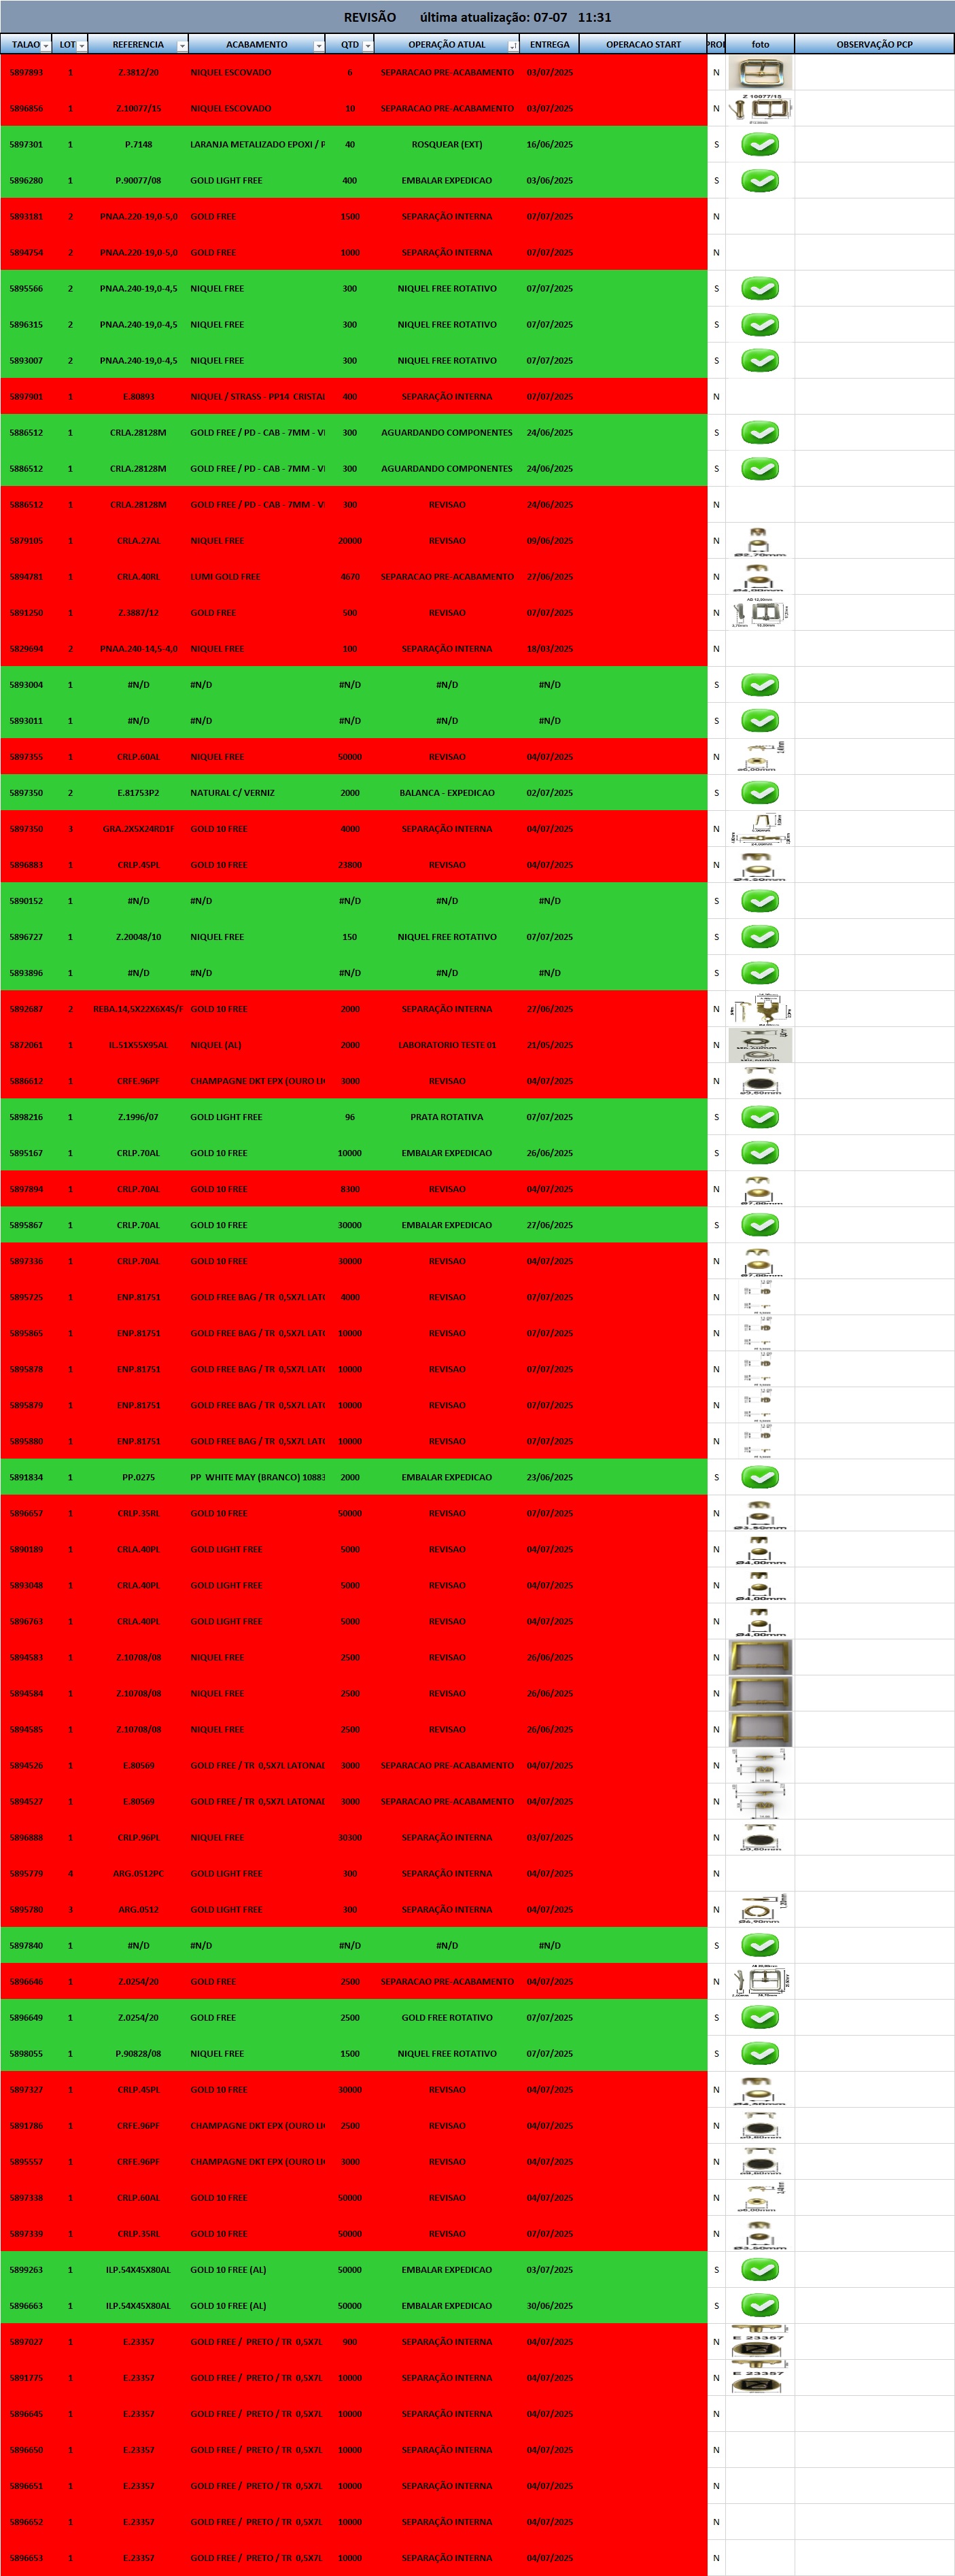 REVISÃO última atualização: 07-07 11:31
TALAO LOT REFERENCIA ACABAMENTO QTD OPERAÇÃO ATUAL ENTREGA OPERACAO START PROI foto OBSERVAÇÃO PCP
5897893 1 Z.3812/20 NIQUEL ESCOVADO 6 SEPARACAO PRE-ACABAMENTO 03/07/2025 N
5896856 1 Z.10077/15 NIQUEL ESCOVADO 10 SEPARACAO PRE-ACABAMENTO 03/07/2025 N Z 10077/15
5897301 1 P.7148 LARANJA METALIZADO EPOXI / P 40 ROSQUEAR (EXT) 16/06/2025 S
5896280 1 P.90077/08 GOLD LIGHT FREE 400 EMBALAR EXPEDICAO 03/06/2025 S
5893181 2 PNAA.220-19,0-5,0 GOLD FREE 1500 SEPARAÇÃO INTERNA 07/07/2025 N
5894754 2 PNAA.220-19,0-5,0 GOLD FREE 1000 SEPARAÇÃO INTERNA 07/07/2025 N
5895566 2 PNAA.240-19,0-4,5 NIQUEL FREE 300 NIQUEL FREE ROTATIVO 07/07/2025 S
5896315 2 PNAA.240-19,0-4,5 NIQUEL FREE 300 NIQUEL FREE ROTATIVO 07/07/2025 S
5893007 2 PNAA.240-19,0-4,5 NIQUEL FREE 300 NIQUEL FREE ROTATIVO 07/07/2025 S
5897901 1 E.80893 NIQUEL / STRASS - PP14 CRISTAL 400 SEPARAÇÃO INTERNA 07/07/2025 N
5886512 1 CRLA.28128M GOLD FREE / PD - CAB - 7MM - VI 300 AGUARDANDO COMPONENTES 24/06/2025 S
5886512 1 CRLA.28128M GOLD FREE / PD - CAB - 7MM - VI 300 AGUARDANDO COMPONENTES 24/06/2025 S
5886512 1 CRLA.28128M GOLD FREE / PD - CAB - 7MM - VI 300 REVISAO 24/06/2025 N
5879105 1 CRLA.27AL NIQUEL FREE 20000 REVISAO 09/06/2025 N Ø2,70mm
5894781 1 CRLA.40RL LUMI GOLD FREE 4670 SEPARACAO PRE-ACABAMENTO 27/06/2025 N Ø4,00mm
5891250 1 Z.3887/12 GOLD FREE 500 REVISAO 07/07/2025 N AD 12,00mm
5829694 2 PNAA.240-14,5-4,0 NIQUEL FREE 100 SEPARAÇÃO INTERNA 18/03/2025 N
5893004 1 #N/D #N/D #N/D #N/D #N/D S
5893011 1 #N/D #N/D #N/D #N/D #N/D S
5897355 1 CRLP.60AL NIQUEL FREE 50000 REVISAO 04/07/2025 N
5897350 2 E.81753P2 NATURAL C/ VERNIZ 2000 BALANCA - EXPEDICAO 02/07/2025 S
5897350 3 GRA.2X5X24RD1F GOLD 10 FREE 4000 SEPARAÇÃO INTERNA 04/07/2025 N
5896883 1 CRLP.45PL GOLD 10 FREE 23800 REVISAO 04/07/2025 N Ø4,50mm
5890152 1 #N/D #N/D #N/D #N/D #N/D S
5896727 1 Z.20048/10 NIQUEL FREE 150 NIQUEL FREE ROTATIVO 07/07/2025 S
5893896 1 #N/D #N/D #N/D #N/D #N/D S
5892687 2 REBA.14,5X22X6X4S/F GOLD 10 FREE 2000 SEPARAÇÃO INTERNA 27/06/2025 N
5872061 1 IL.51X55X95AL NIQUEL (AL) 2000 LABORATORIO TESTE 01 21/05/2025 N
5886612 1 CRFE.96PF CHAMPAGNE DKT EPX (OURO LI 3000 REVISAO 04/07/2025 N Ø9,60mm
5898216 1 Z.1996/07 GOLD LIGHT FREE 96 PRATA ROTATIVA 07/07/2025 S
5895167 1 CRLP.70AL GOLD 10 FREE 10000 EMBALAR EXPEDICAO 26/06/2025 S
5897894 1 CRLP.70AL GOLD 10 FREE 8300 REVISAO 04/07/2025 N Ø7,00mm
5895867 1 CRLP.70AL GOLD 10 FREE 30000 EMBALAR EXPEDICAO 27/06/2025 S
5897336 1 CRLP.70AL GOLD 10 FREE 30000 REVISAO 04/07/2025 N Ø7,00mm
5895725 1 ENP.81751 GOLD FREE BAG / TR 0,5X7L LAT 4000 REVISAO 07/07/2025 N
5895865 1 ENP.81751 GOLD FREE BAG / TR 0,5X7L LAT 10000 REVISAO 07/07/2025 N
5895878 1 ENP.81751 GOLD FREE BAG / TR 0,5X7L LAT 10000 REVISAO 07/07/2025 N
5895879 1 ENP.81751 GOLD FREE BAG / TR 0,5X7L LAT 10000 REVISAO 07/07/2025 N
5895880 1 ENP.81751 GOLD FREE BAG / TR 0,5X7L LAT 10000 REVISAO 07/07/2025 N
5891834 1 PP.0275 PP WHITE MAY (BRANCO) 10883 2000 EMBALAR EXPEDICAO 23/06/2025 S
5896657 1 CRLP.35RL GOLD 10 FREE 50000 REVISAO 07/07/2025 N Ø3,50mm
5890189 1 CRLA.40PL GOLD LIGHT FREE 5000 REVISAO 04/07/2025 N Ø4,00mm
5893048 1 CRLA.40PL GOLD LIGHT FREE 5000 REVISAO 04/07/2025 N Ø4,00mm
5896763 1 CRLA.40PL GOLD LIGHT FREE 5000 REVISAO 04/07/2025 N Ø4,00mm
5894583 1 Z.10708/08 NIQUEL FREE 2500 REVISAO 26/06/2025 N
5894584 1 Z.10708/08 NIQUEL FREE 2500 REVISAO 26/06/2025 N
5894585 1 Z.10708/08 NIQUEL FREE 2500 REVISAO 26/06/2025 N
5894526 1 E.80569 GOLD FREE / TR 0,5X7L LATONAD 3000 SEPARACAO PRE-ACABAMENTO 04/07/2025 N
5894527 1 E.80569 GOLD FREE / TR 0,5X7L LATONAD 3000 SEPARACAO PRE-ACABAMENTO 04/07/2025 N
5896888 1 CRLP.96PL NIQUEL FREE 30300 SEPARAÇÃO INTERNA 03/07/2025 N Ø9,60mm
5895779 4 ARG.0512PC GOLD LIGHT FREE 300 SEPARAÇÃO INTERNA 04/07/2025 N
5895780 3 ARG.0512 GOLD LIGHT FREE 300 SEPARAÇÃO INTERNA 04/07/2025 N Ø6,90mm
5897840 1 #N/D #N/D #N/D #N/D #N/D S
5896646 1 Z.0254/20 GOLD FREE 2500 SEPARACAO PRE-ACABAMENTO 04/07/2025 N
5896649 1 Z.0254/20 GOLD FREE 2500 GOLD FREE ROTATIVO 07/07/2025 S
5898055 1 P.90828/08 NIQUEL FREE 1500 NIQUEL FREE ROTATIVO 07/07/2025 S
5897327 1 CRLP.45PL GOLD 10 FREE 30000 REVISAO 04/07/2025 N Ø4,50mm
5891786 1 CRFE.96PF CHAMPAGNE DKT EPX (OURO LI 2500 REVISAO 04/07/2025 N Ø9,60mm
5895557 1 CRFE.96PF CHAMPAGNE DKT EPX (OURO LI 3000 REVISAO 04/07/2025 N Ø9,60mm
5897338 1 CRLP.60AL GOLD 10 FREE 50000 REVISAO 04/07/2025 N
5897339 1 CRLP.35RL GOLD 10 FREE 50000 REVISAO 07/07/2025 N Ø3,50mm
5899263 1 ILP.54X45X80AL GOLD 10 FREE (AL) 50000 EMBALAR EXPEDICAO 03/07/2025 S
5896663 1 ILP.54X45X80AL GOLD 10 FREE (AL) 50000 EMBALAR EXPEDICAO 30/06/2025 S
5897027 1 E.23357 GOLD FREE / PRETO / TR 0,5X7L 900 SEPARAÇÃO INTERNA 04/07/2025 N E 23357
5891775 1 E.23357 GOLD FREE / PRETO / TR 0,5X7L 10000 SEPARAÇÃO INTERNA 04/07/2025 N E 23357
5896645 1 E.23357 GOLD FREE / PRETO / TR 0,5X7L 10000 SEPARAÇÃO INTERNA 04/07/2025 N
5896650 1 E.23357 GOLD FREE / PRETO / TR 0,5X7L 10000 SEPARAÇÃO INTERNA 04/07/2025 N
5896651 1 E.23357 GOLD FREE / PRETO / TR 0,5X7L 10000 SEPARAÇÃO INTERNA 04/07/2025 N
5896652 1 E.23357 GOLD FREE / PRETO / TR 0,5X7L 10000 SEPARAÇÃO INTERNA 04/07/2025 N
5896653 1 E.23357 GOLD FREE / PRETO / TR 0,5X7L 10000 SEPARAÇÃO INTERNA 04/07/2025 N